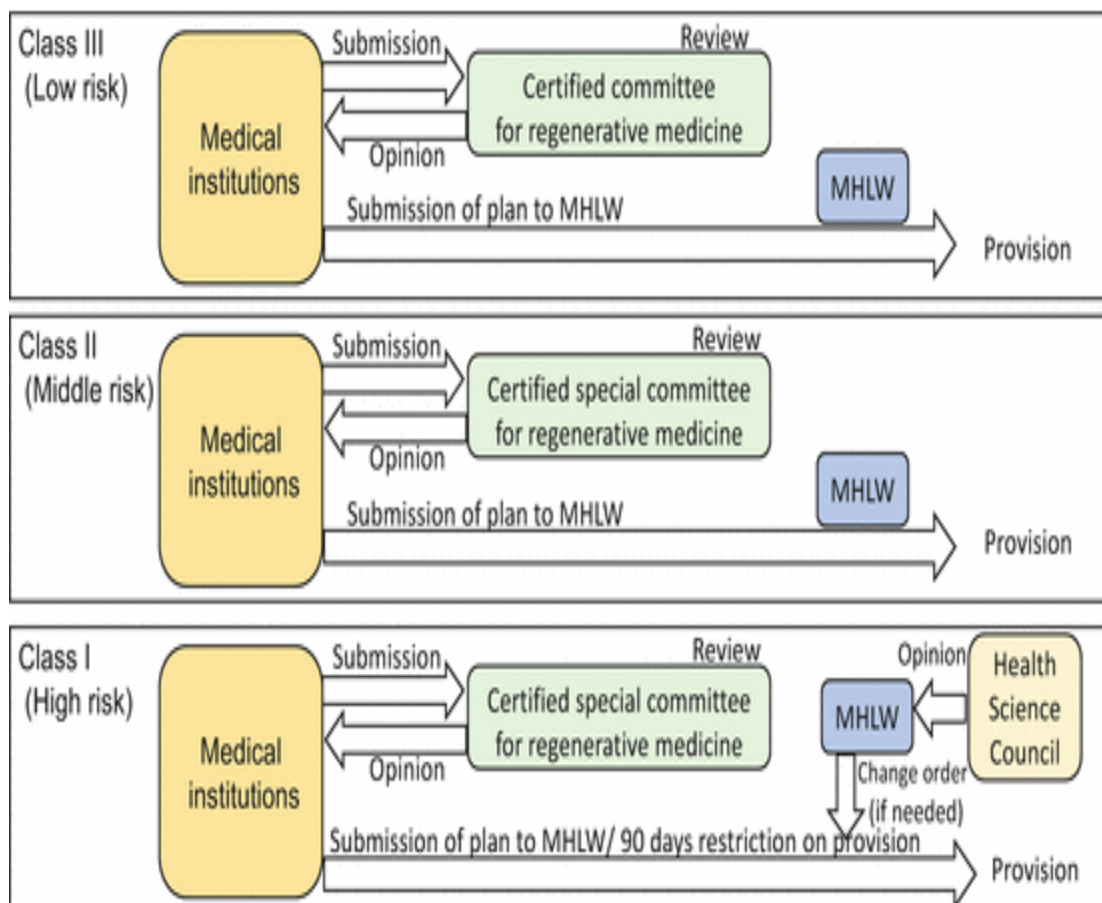 Class III
(Low risk)
Medical
institutions
Submission
Opinion
Review
Certified committee
for regenerative medicine
Submission of plan to MHLW
MHLW
Provision
Class II
(Middle risk)
Medical
institutions
Submission
Opinion
Review
Certified special committee
for regenerative medicine
Submission of plan to MHLW
MHLW
Provision
Class I
(High risk)
Medical
institutions
Submission
Opinion
Review
Certified special committee
for regenerative medicine
MHLW
Opinion
Health
Science
Council
Change order
(if needed)
Submission of plan to MHLW/ 90 days restriction on provision
Provision